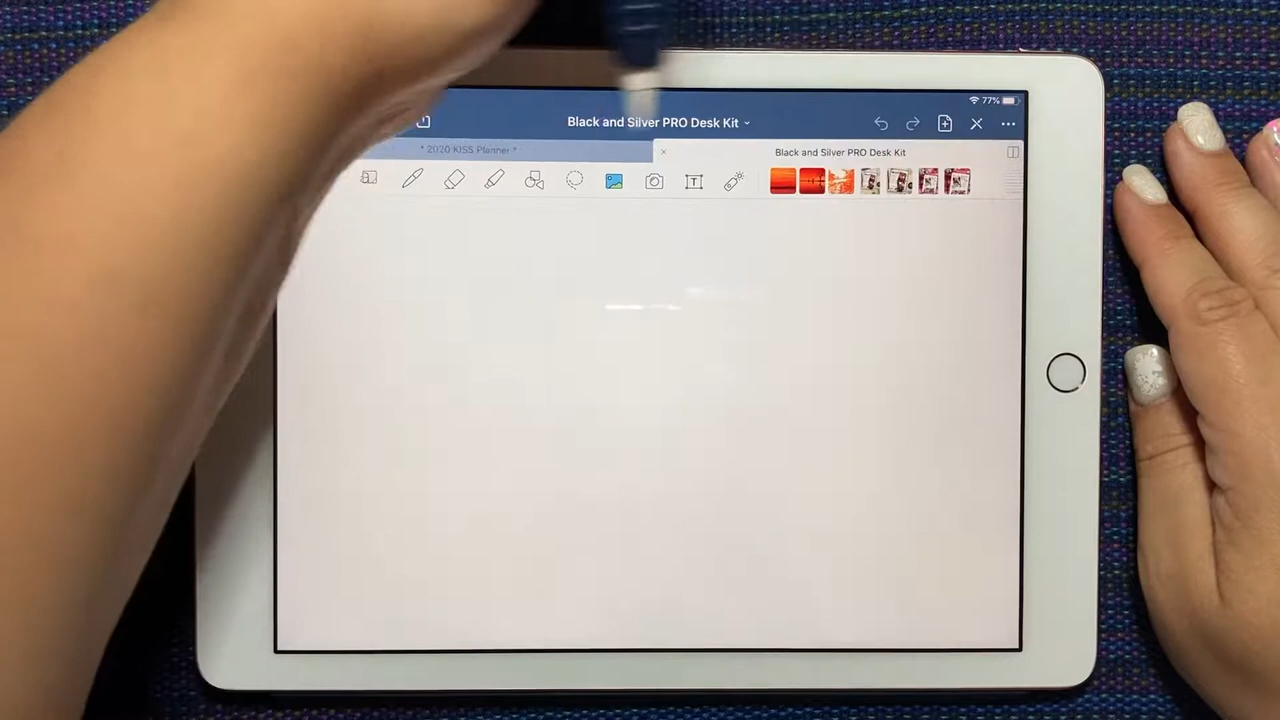 77%
Black and Silver PRO Desk Kit
* 2020 KISS Planner *
Black and Silver PRO Desk Kit
T